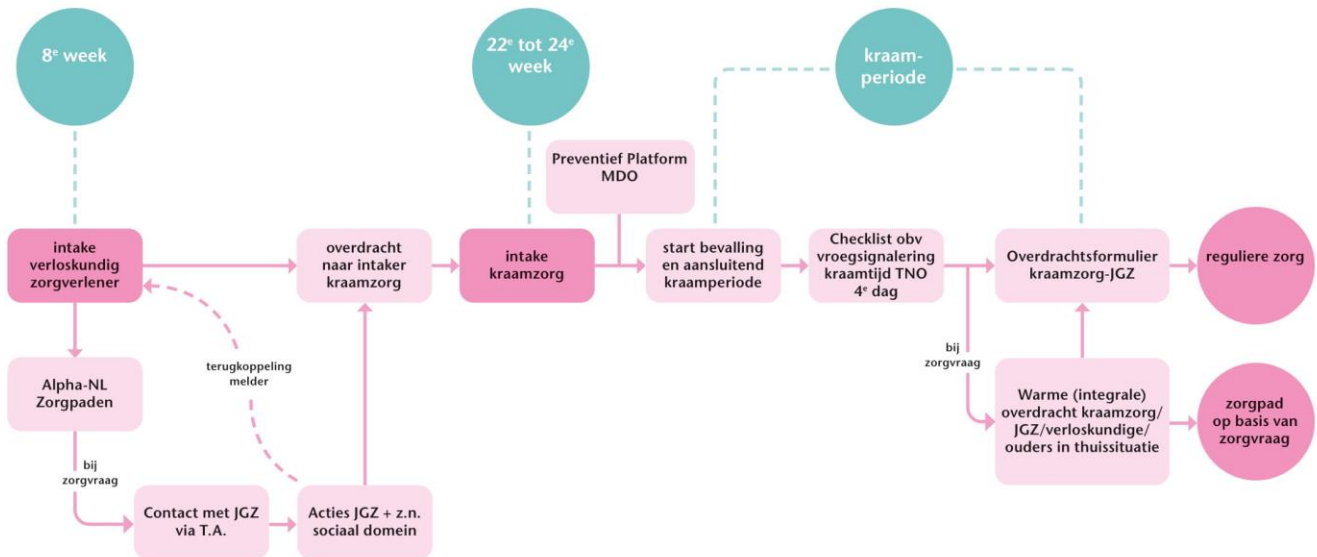 8e week
22e tot 24e
week
kraam-
periode
Preventief Platform
MDO
intake
verloskundig
zorgverlener
overdracht
naar intaker
kraamzorg
intake
kraamzorg
start bevalling
en aansluitend
kraamperiode
Checklist obv
vroegsignalering
kraamtijd TNO
4e dag
Overdrachtsformulier
kraamzorg-JGZ
reguliere zorg
terugkoppeling
melder
bij
zorgvraag
Alpha-NL
Zorgpaden
Warme (integrale)
overdracht kraamzorg/
JGZ/verloskundige/
ouders in thuissituatie
zorgpad
op basis van
zorgvraag
bij
zorgvraag
Contact met JGZ
via T.A.
Acties JGZ + z.n.
sociaal domein